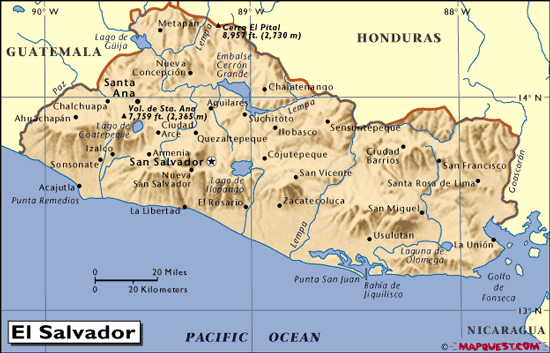 90°W
89°W
88°W
Metapán
Cerro El Pital
8,957 ft. (2,730 m)
GUATEMALA
Lago de
Güija
Lempa
HONDURAS
Nueva
Concepción
Embalse
Cerrón
Grande
Paz
Santa
Ana
Chalatenango
14°N
Chalchuapa
Vol. de Sta. Ana
7,759 ft. (2,365 m)
Aguilares
Lempa
Ahuachapán
Suchitoto
Sensuntepeque
Lago de
Coatepeque
Ciudad
Arce
Quezaltepeque
Ilobasco
Ciudad
Barrios
Izalco
Armenia
Cojutepeque
San Francisco
Goascorán
Sonsonate
San Salvador
Nueva
San Salvador
Lago de
Ilopango
San Vicente
Santa Rosa de Lima
Acajutla
Punta Remedios
La Libertad
El Rosario
Zacatecoluca
San Miguel
Lempa
Usulután
La Unión
Laguna de
Olomega
20 Miles
20 Kilometers
Punta San Juan
Bahía de
Jiquilisco
Golfo
de
Fonseca
13°N
El Salvador
PACIFIC OCEAN
NICARAGUA
MAPQUEST.COM